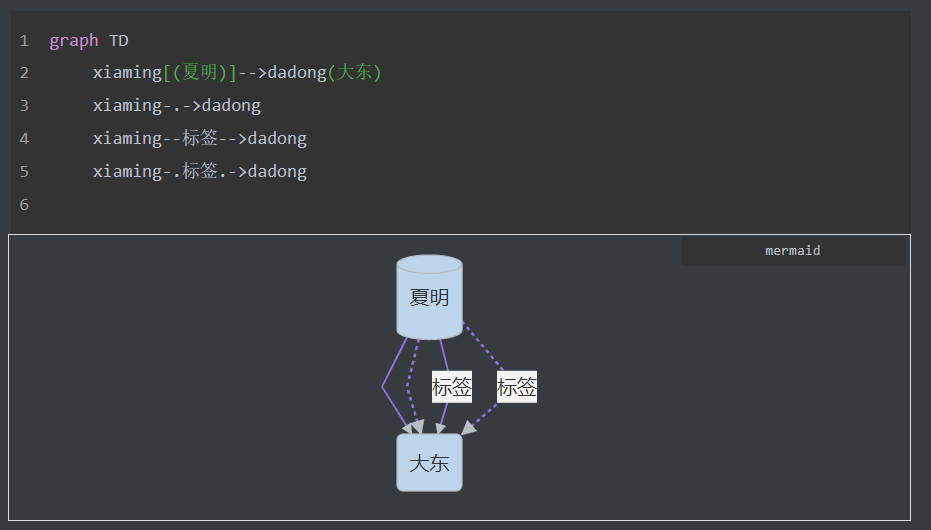 1 graph TD
2 xiaming[(夏明)]-->dadong(大东)
3 xiaming-.->dadong
4 xiaming--标签-->dadong
5 xiaming-.标签.->dadong
6
mermaid
夏明
标签 标签
大东